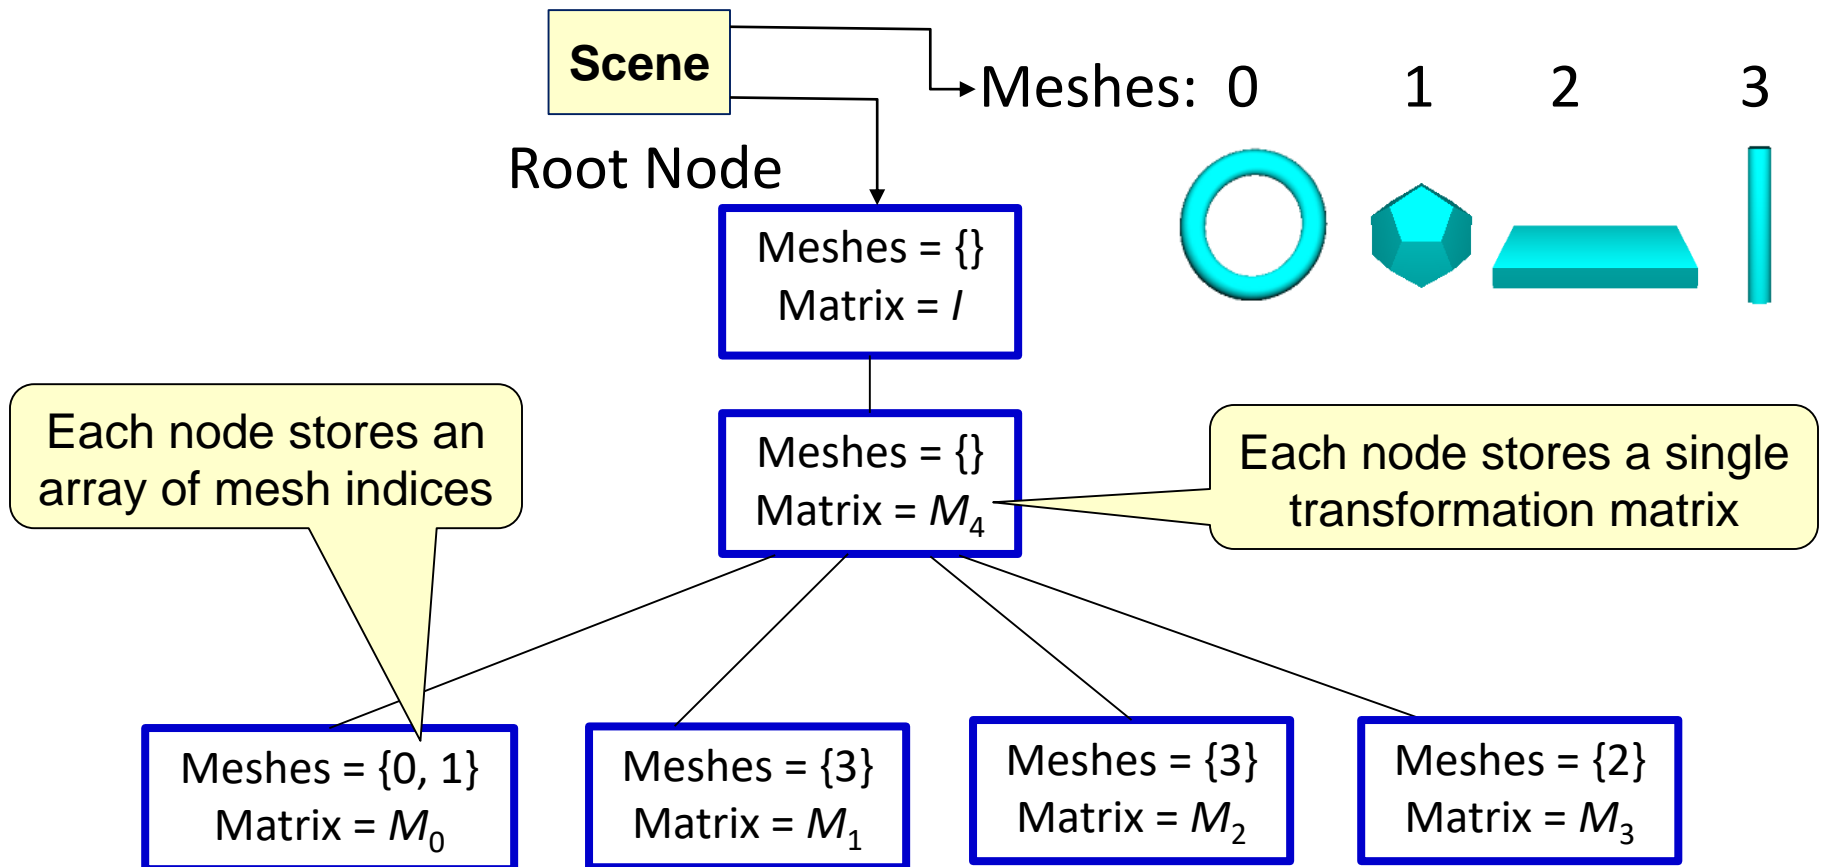 Scene
Meshes: 0 1 2 3
Root Node
Meshes = {}
Matrix = I
Each node stores an
array of mesh indices
Meshes = {}
Matrix = M₄
Each node stores a single
transformation matrix
Meshes = {0, 1}
Matrix = M₀
Meshes = {3}
Matrix = M₁
Meshes = {3}
Matrix = M₂
Meshes = {2}
Matrix = M₃